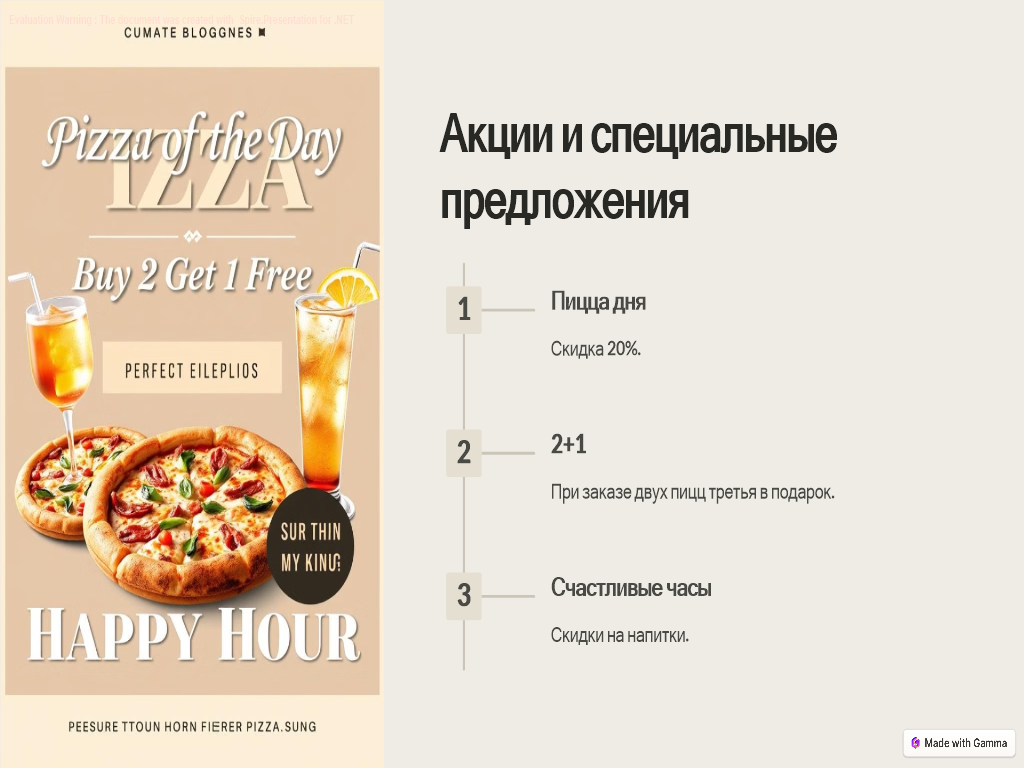 Evaluation Warning : The document was created with Spire.Presentation for .NET
CUMATE BLOGGNES
Pizza of the Day
IZZA
Buy 2 Get 1 Free
PERFECT EILEPLIOS
SUR THIN
MY KING
HAPPY HOUR
PEESURE TTOUN HORN FIERER PIZZA.SUNG
Акции и специальные
предложения
1
Пицца дня
Скидка 20%.
2
2+1
При заказе двух пицц третья в подарок.
3
Счастливые часы
Скидки на напитки.
Made with Gamma